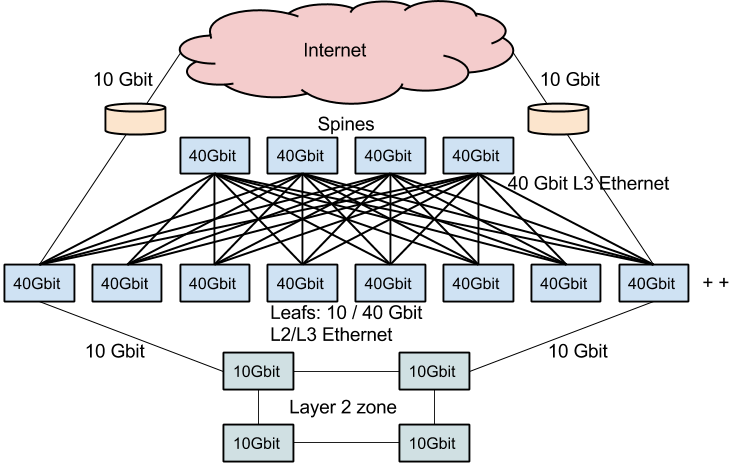 Internet
10 Gbit
10 Gbit
Spines
40Gbit
40Gbit
40Gbit
40Gbit
40 Gbit L3 Ethernet
40Gbit
40Gbit
40Gbit
40Gbit
40Gbit
40Gbit
40Gbit
40Gbit
+ +
Leafs: 10 / 40 Gbit
L2/L3 Ethernet
10 Gbit
10 Gbit
10Gbit
10Gbit
Layer 2 zone
10Gbit
10Gbit